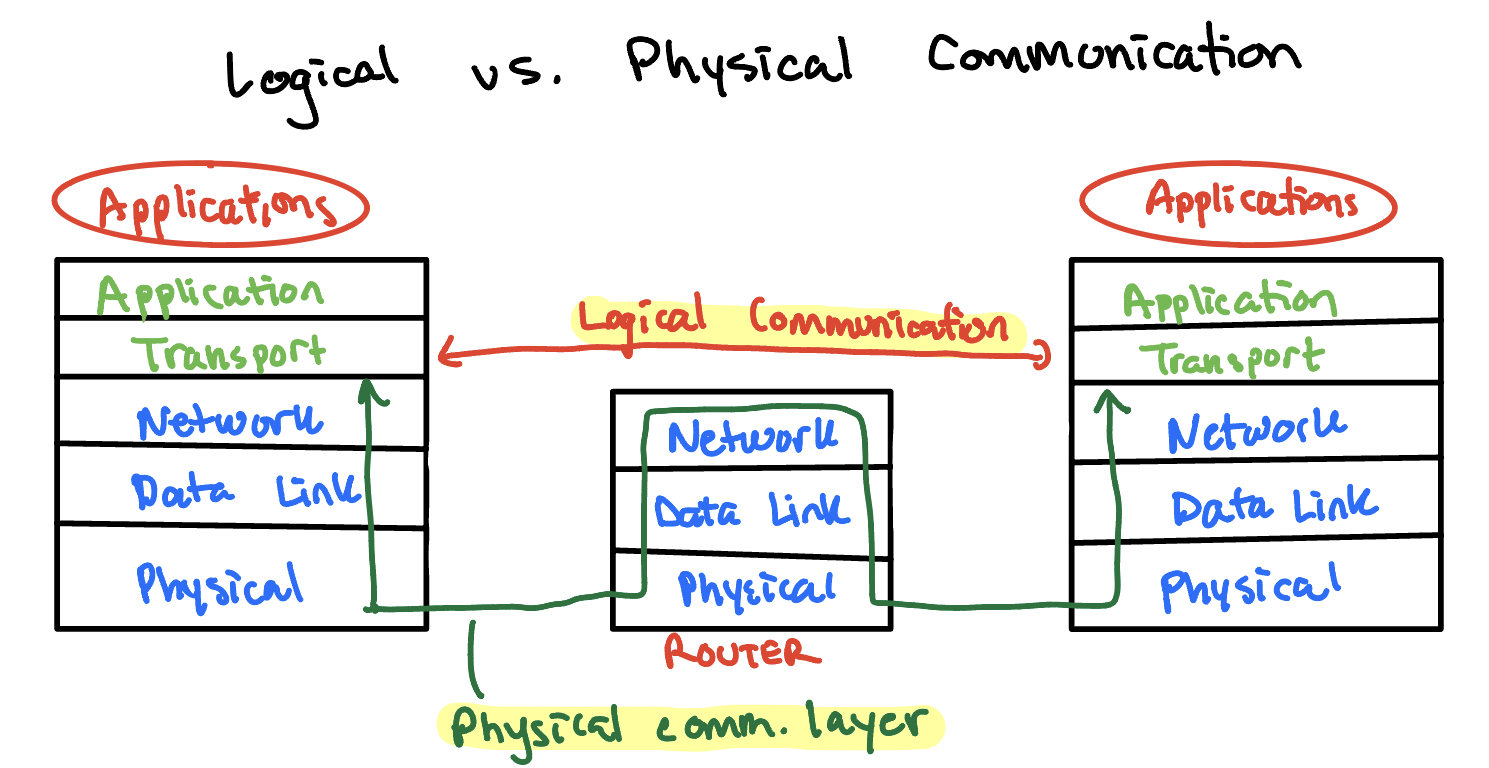 Logical vs. Physical Communication
Applications
Applications
Application
Transport
Network
Data Link
Physical
Logical Communication
Network
Data Link
Physical
ROUTER
Application
Transport
Network
Data Link
Physical
Physical comm. layer